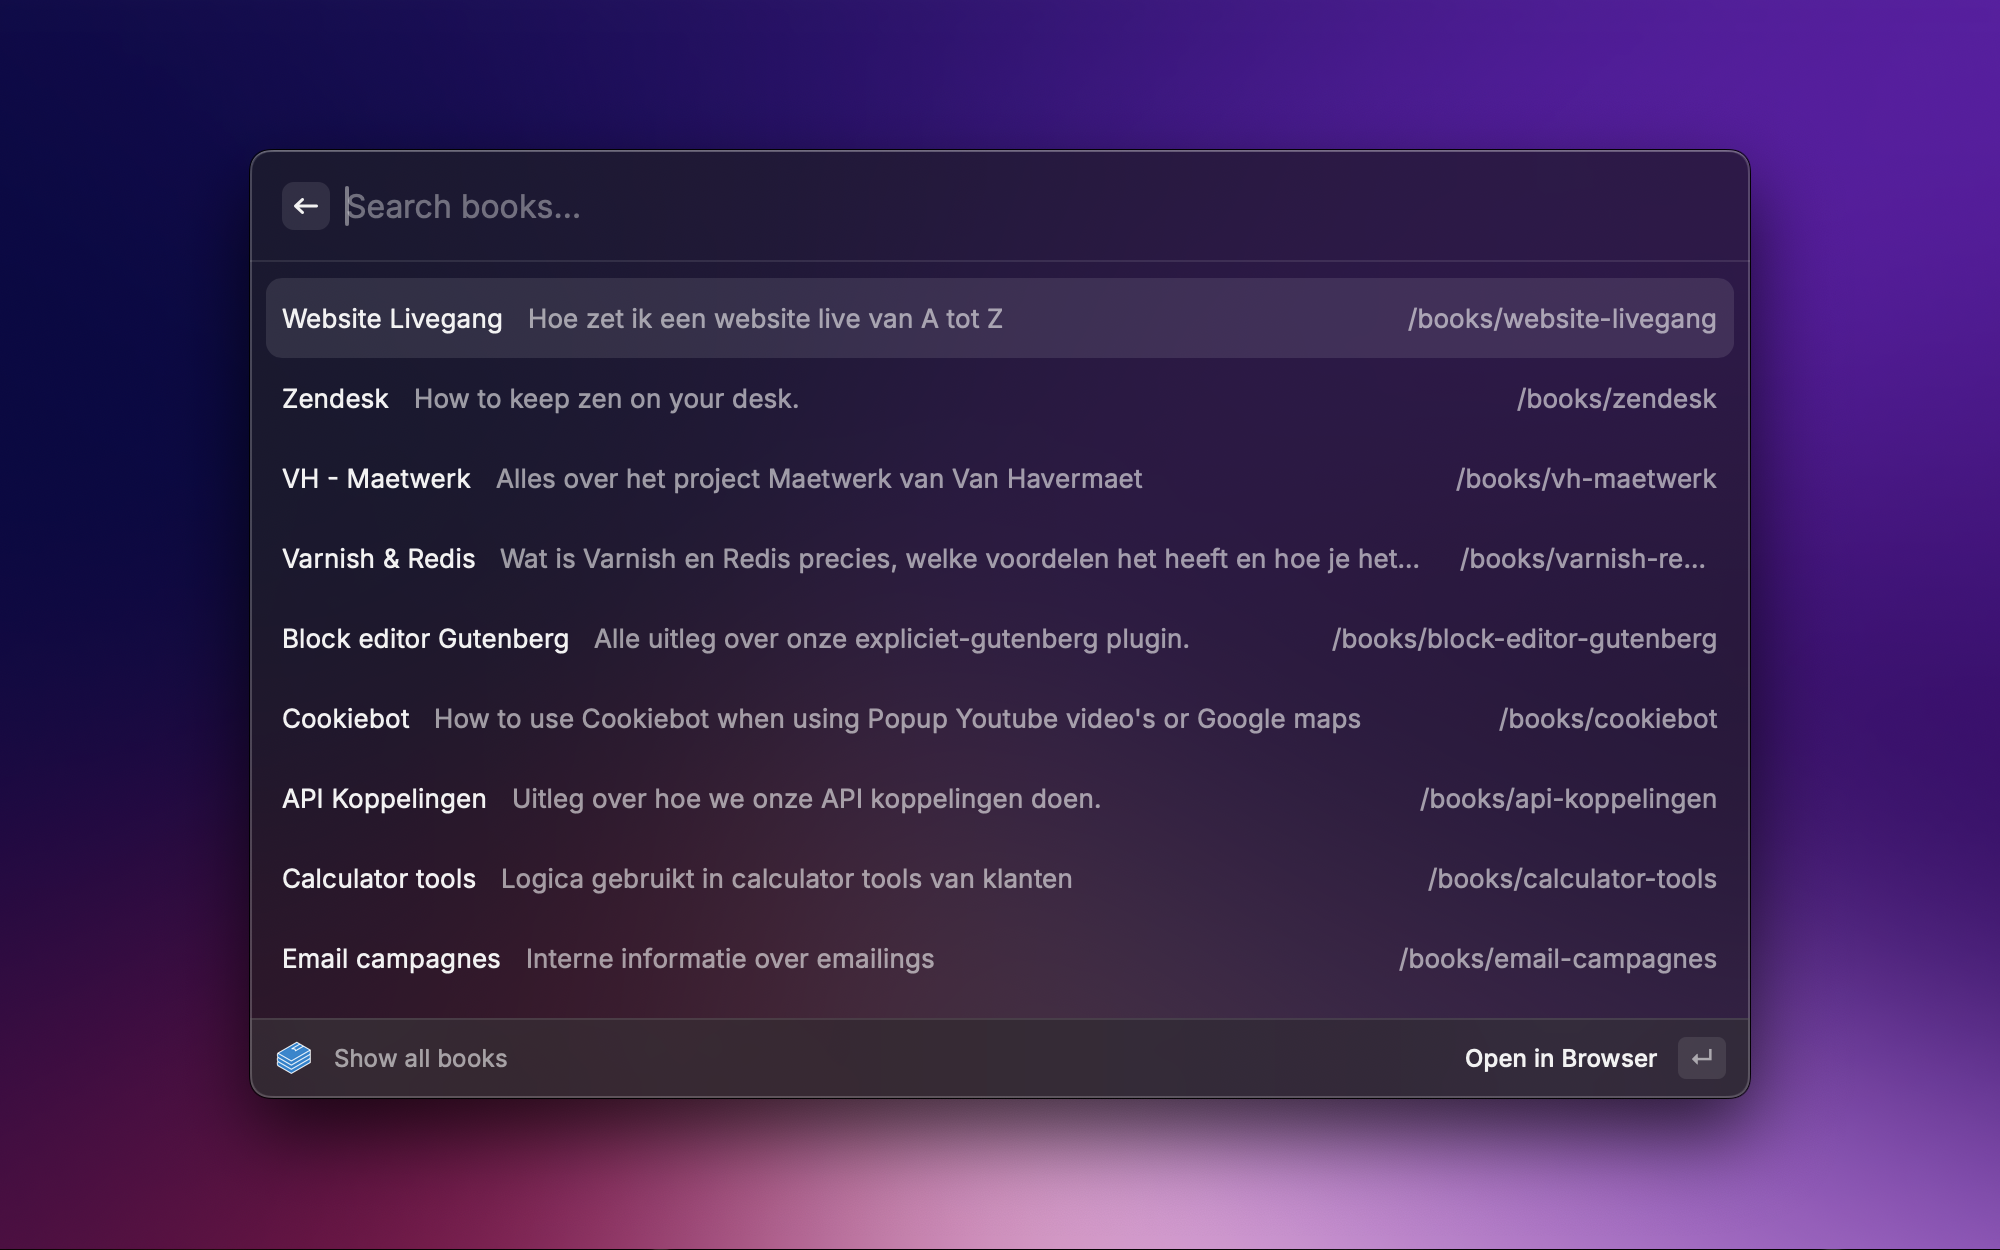 Search books...
Website Livegang Hoe zet ik een website live van A tot Z /books/website-livegang
Zendesk How to keep zen on your desk. /books/zendesk
VH - Maetwerk Alles over het project Maetwerk van Van Havermaet /books/vh-maetwerk
Varnish & Redis Wat is Varnish en Redis precies, welke voordelen het heeft en hoe je het... /books/varnish-re...
Block editor Gutenberg Alle uitleg over onze expliciet-gutenberg plugin. /books/block-editor-gutenberg
Cookiebot How to use Cookiebot when using Popup Youtube video's or Google maps /books/cookiebot
API Koppelingen Uitleg over hoe we onze API koppelingen doen. /books/api-koppelingen
Calculator tools Logica gebruikt in calculator tools van klanten /books/calculator-tools
Email campagnes Interne informatie over emailings /books/email-campagnes
Show all books Open in Browser